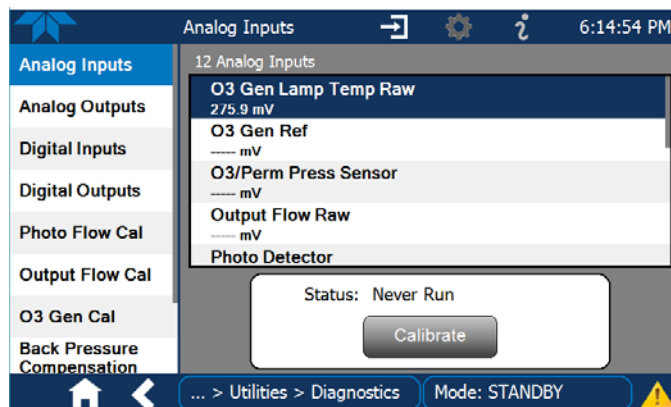 Analog Inputs 6:14:54 PM
Analog Inputs
Analog Outputs
Digital Inputs
Digital Outputs
Photo Flow Cal
Output Flow Cal
O3 Gen Cal
Back Pressure
Compensation
12 Analog Inputs
O3 Gen Lamp Temp Raw
275.9 mV
O3 Gen Ref
----- mV
O3/Perm Press Sensor
----- mV
Output Flow Raw
----- mV
Photo Detector
Status: Never Run
Calibrate
... > Utilities > Diagnostics Mode: STANDBY